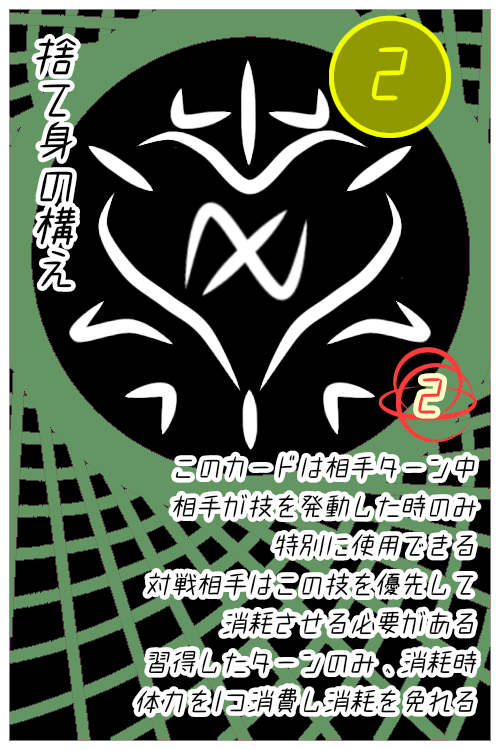 捨て身の構え
2
2
このカードは相手ターン中
相手が技を発動した時のみ
特別に使用できる
対戦相手はこの技を優先して
消耗させる必要がある
習得したターンのみ、消耗時
体力を1つ消費し消耗を免れる